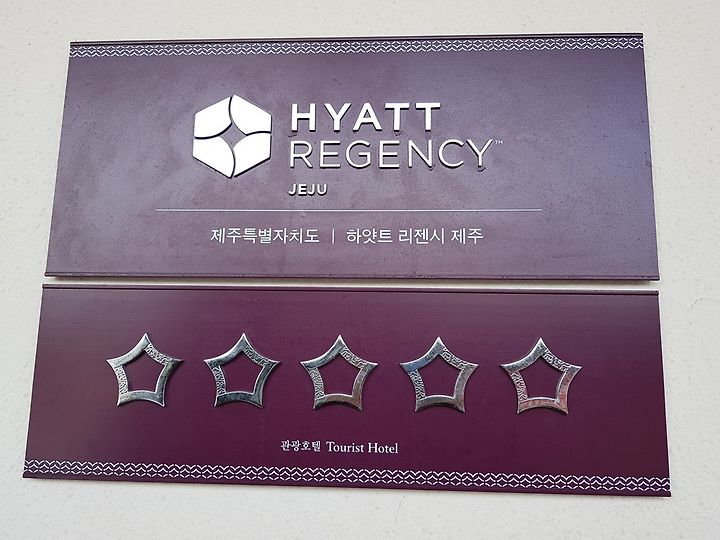 HYATT
REGENCY™
JEJU
제주특별자치도 | 하얏트 리젠시 제주
관광호텔 Tourist Hotel